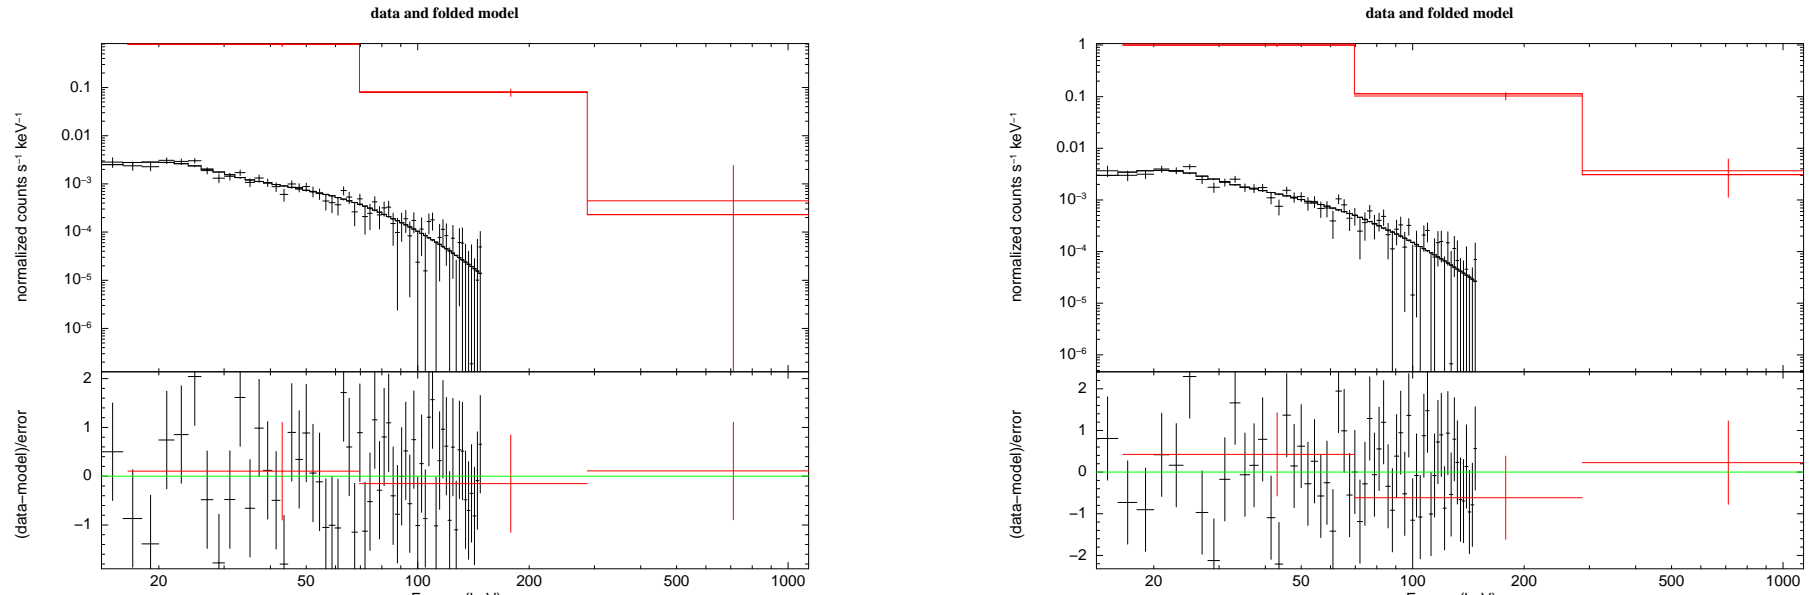 data and folded model
normalized counts s⁻¹ keV⁻¹
0.1
0.01
10⁻³
10⁻⁴
10⁻⁵
10⁻⁶
(data−model)/error
2
1
0
−1
20 50 100 200 500 1000
data and folded model
normalized counts s⁻¹ keV⁻¹
1
0.1
0.01
10⁻³
10⁻⁴
10⁻⁵
10⁻⁶
(data−model)/error
2
1
0
−1
−2
20 50 100 200 500 1000